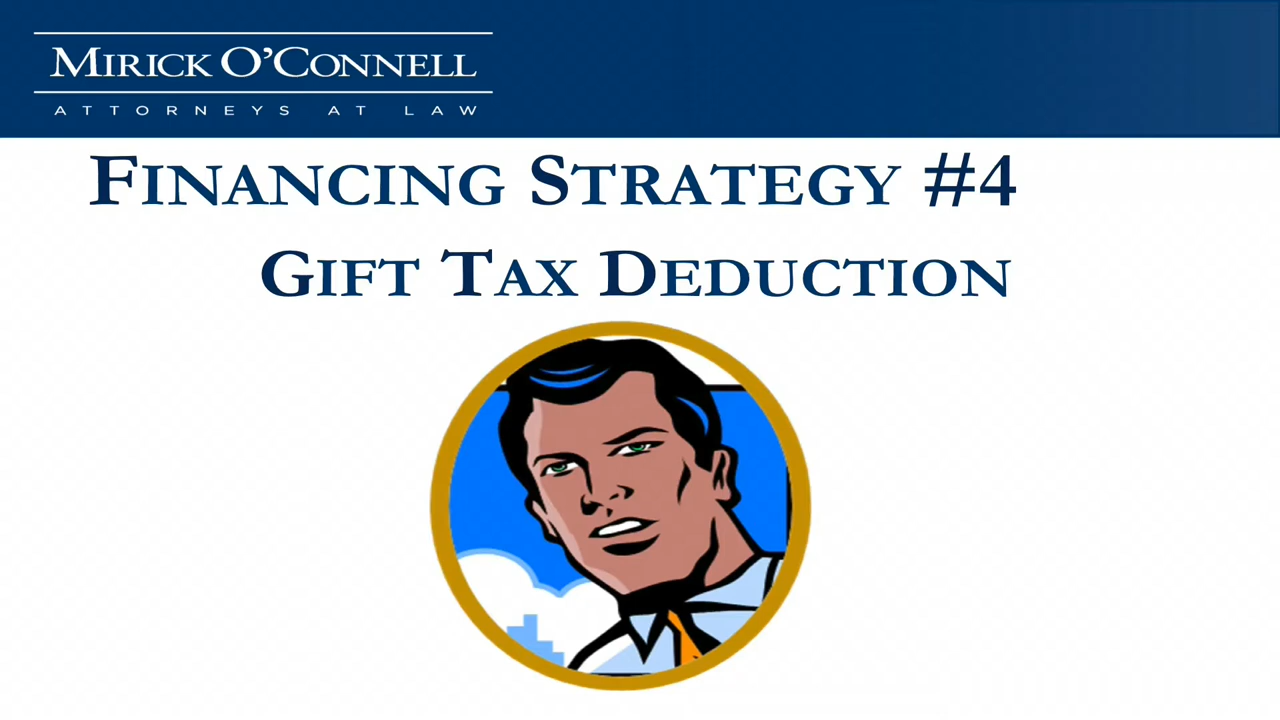 MIRICK O'CONNELL
ATTORNEYS AT LAW
FINANCING STRATEGY #4
GIFT TAX DEDUCTION